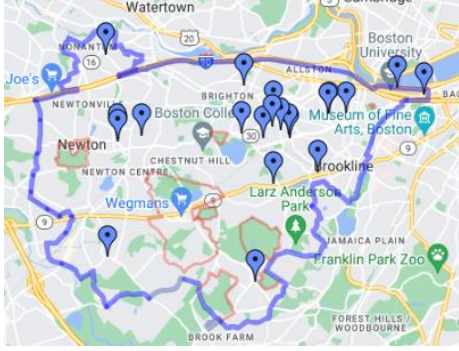 Watertown
Boston
University
NONANTUM
20
16
90
ALLSTON
Joe's
NEWTONVILLE
BRIGHTON
BAC
Boston Colle
Museum of Fine
Arts, Boston
30
Newton
CHESTNUT HILL
9
NEWTON CENTRE
Brookline
Wegmans
9
Larz Anderson
Park
9
JAMAICA PLAIN
Franklin Park Zoo
FOREST HILLS /
WOODBOURNE
BROOK FARM